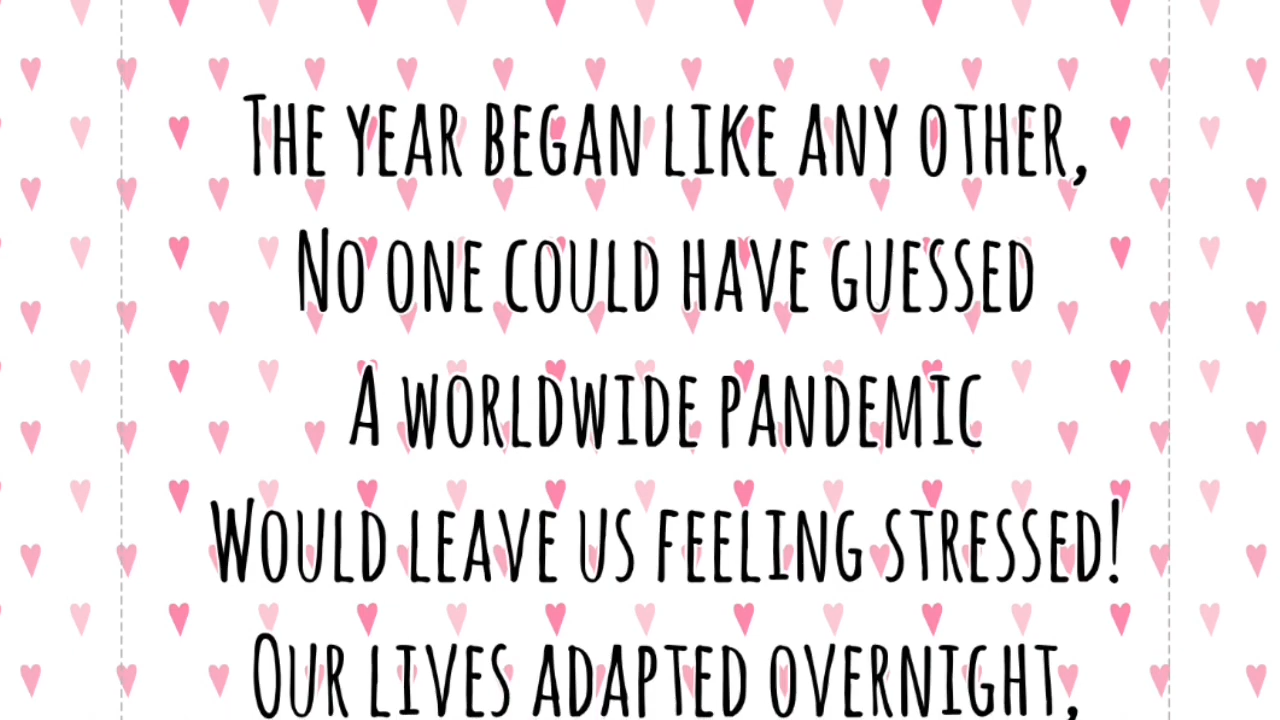 The year began like any other,
No one could have guessed
A worldwide pandemic
Would leave us feeling stressed!
Our lives adapted overnight,